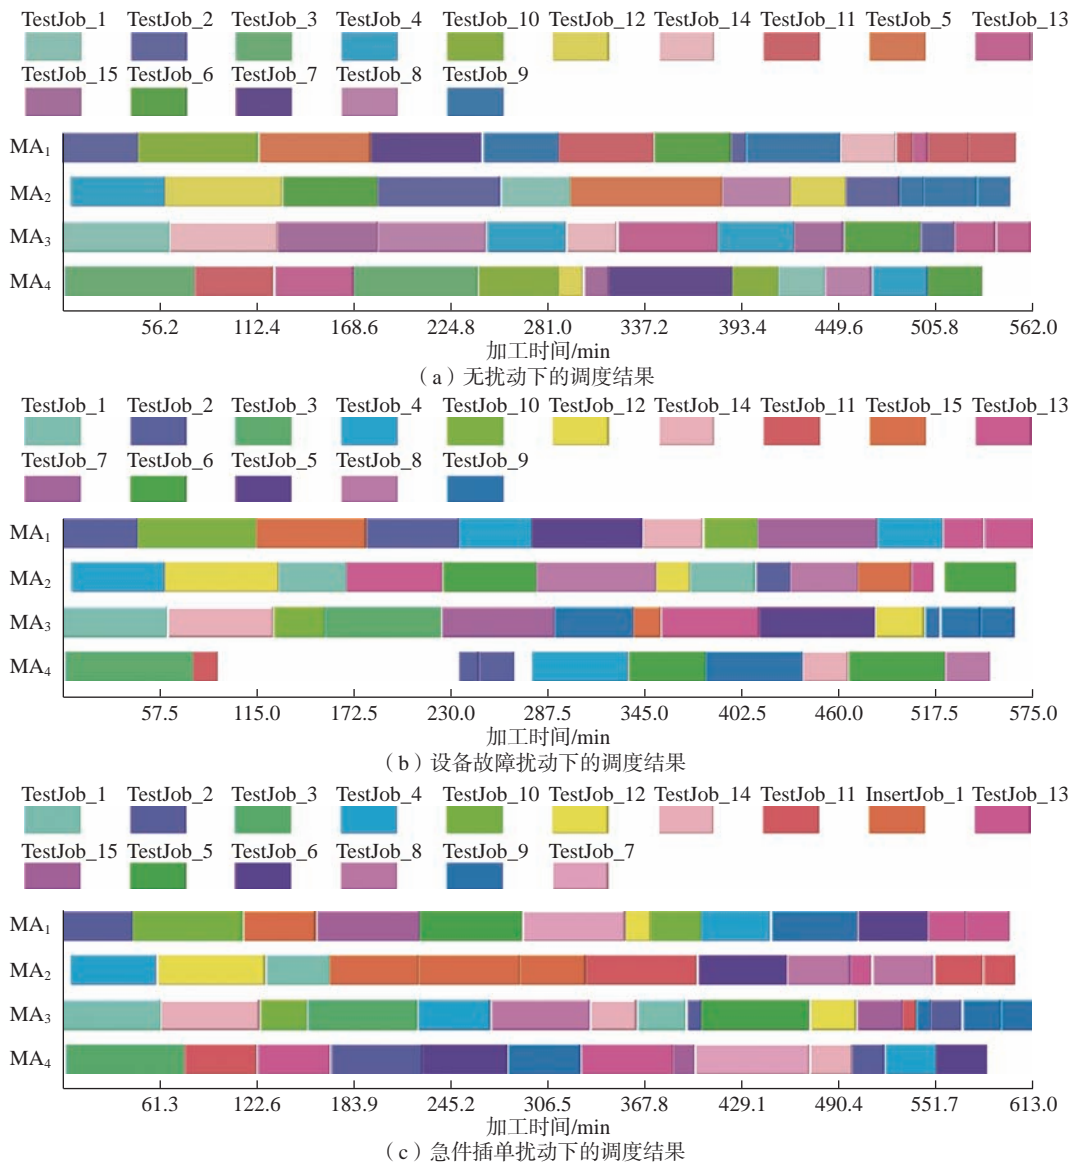 TestJob_1 TestJob_2 TestJob_3 TestJob_4 TestJob_10 TestJob_12 TestJob_14 TestJob_11 TestJob_5 TestJob_13
TestJob_15 TestJob_6 TestJob_7 TestJob_8 TestJob_9
MA₁
MA₂
MA₃
MA₄
56.2 112.4 168.6 224.8 281.0 337.2 393.4 449.6 505.8 562.0
加工时间/min
（a）无扰动下的调度结果
TestJob_1 TestJob_2 TestJob_3 TestJob_4 TestJob_10 TestJob_12 TestJob_14 TestJob_11 TestJob_15 TestJob_13
TestJob_7 TestJob_6 TestJob_5 TestJob_8 TestJob_9
MA₁
MA₂
MA₃
MA₄
57.5 115.0 172.5 230.0 287.5 345.0 402.5 460.0 517.5 575.0
加工时间/min
（b）设备故障扰动下的调度结果
TestJob_1 TestJob_2 TestJob_3 TestJob_4 TestJob_10 TestJob_12 TestJob_14 TestJob_11 InsertJob_1 TestJob_13
TestJob_15 TestJob_5 TestJob_6 TestJob_8 TestJob_9 TestJob_7
MA₁
MA₂
MA₃
MA₄
61.3 122.6 183.9 245.2 306.5 367.8 429.1 490.4 551.7 613.0
加工时间/min
（c）急件插单扰动下的调度结果